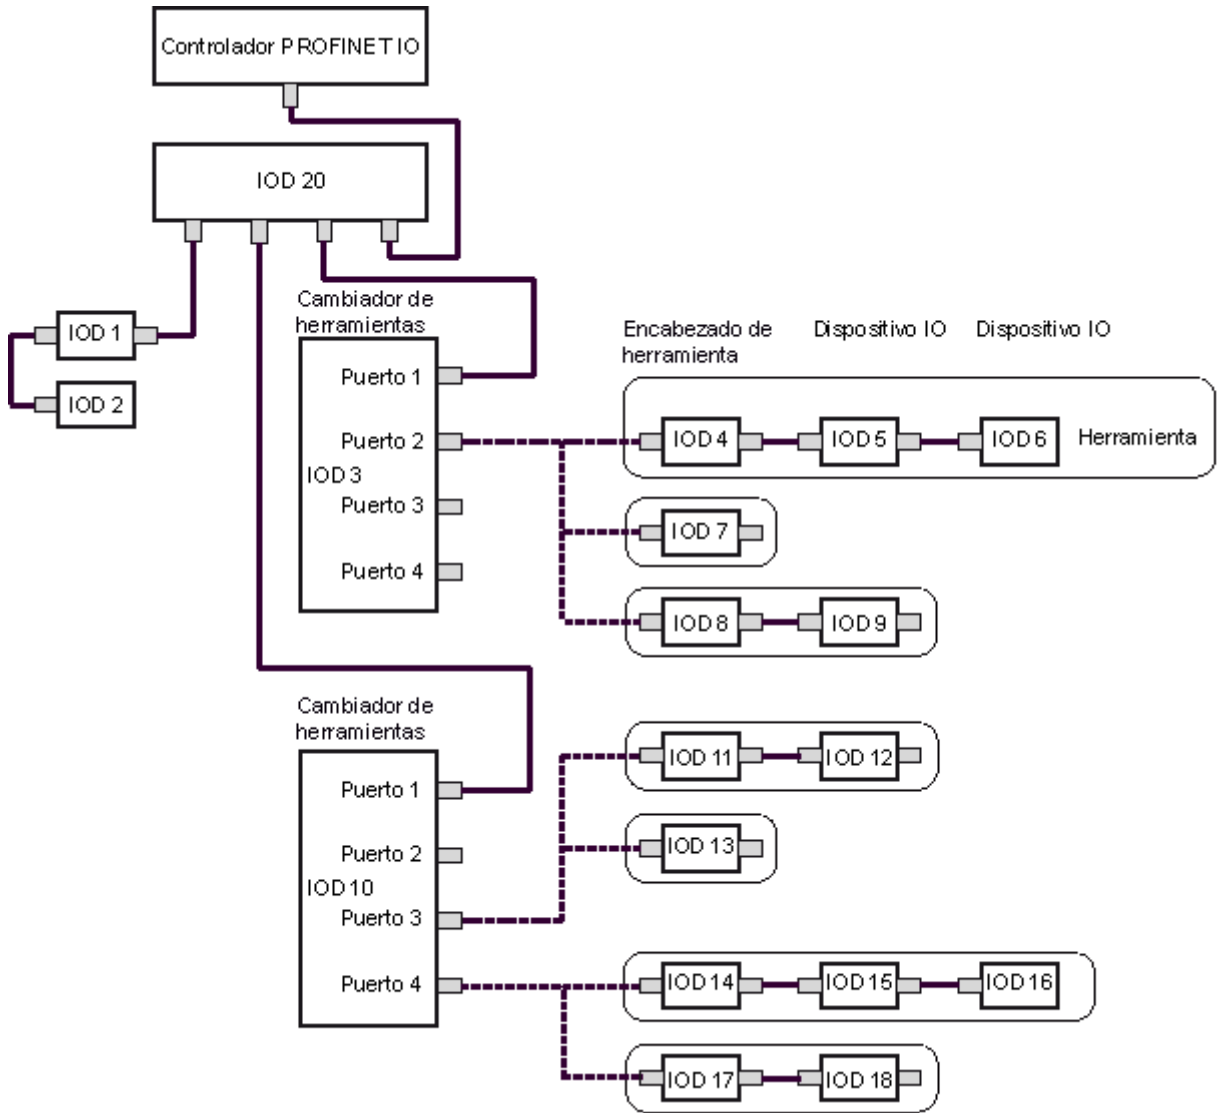 Controlador PROFINET IO
IOD 20
IOD 1
IOD 2
Cambiador de
herramientas
Puerto 1
Puerto 2
IOD 3
Puerto 3
Puerto 4
Encabezado de
herramienta
Dispositivo IO
Dispositivo IO
IOD 4
IOD 5
IOD 6
Herramienta
IOD 7
IOD 8
IOD 9
Cambiador de
herramientas
Puerto 1
Puerto 2
IOD 10
Puerto 3
Puerto 4
IOD 11
IOD 12
IOD 13
IOD 14
IOD 15
IOD 16
IOD 17
IOD 18